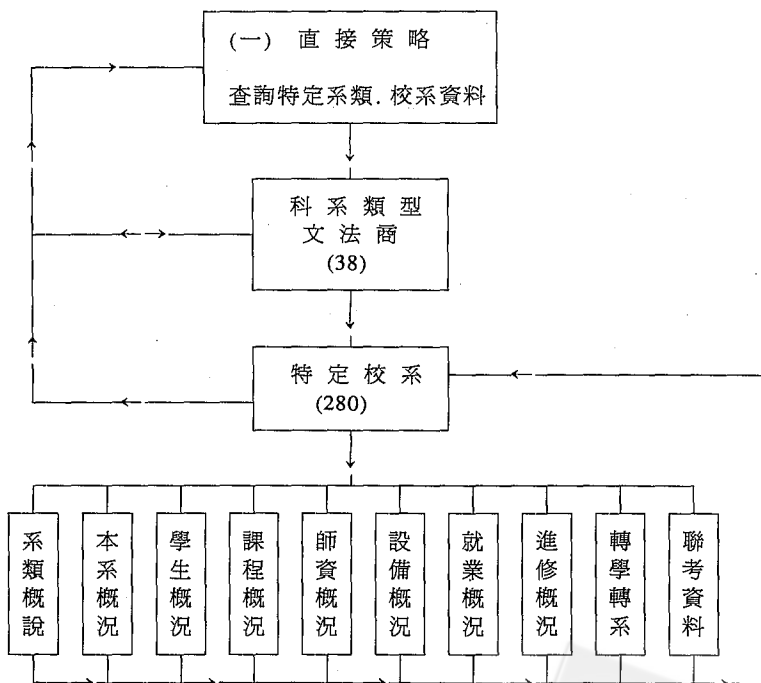 (一) 直接策略
查詢特定系類.校系資料
科系類型
文法商
(38)
特定校系
(280)
系類概說
本系概況
學生概況
課程概況
師資概況
設備概況
就業概況
進修概況
轉學轉系
聯考資料